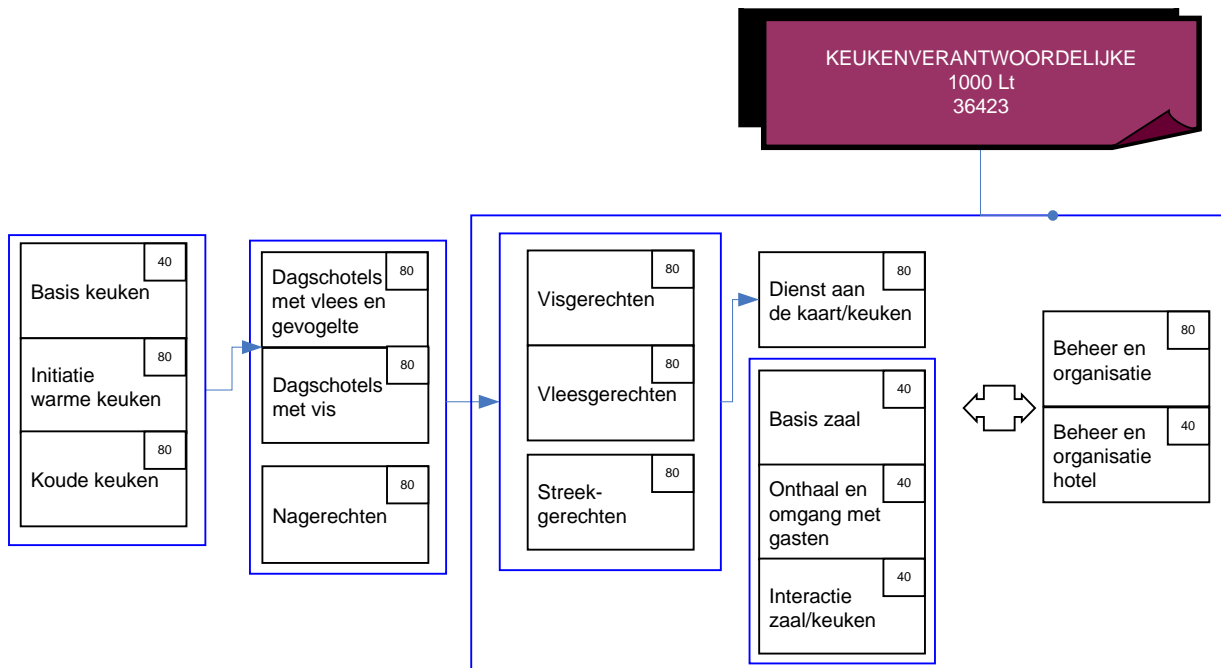 KEUKENVERANTWOORDELIJKE
1000 Lt
36423
40
Basis keuken
80
Initiatie
warme keuken
80
Koude keuken
80
Dagschotels
met vlees en
gevogelte
80
Dagschotels
met vis
80
Nagerechten
80
Visgerechten
80
Vleesgerechten
80
Streek-
gerechten
80
Dienst aan
de kaart/keuken
40
Basis zaal
40
Onthaal en
omgang met
gasten
40
Interactie
zaal/keuken
80
Beheer en
organisatie
40
Beheer en
organisatie
hotel